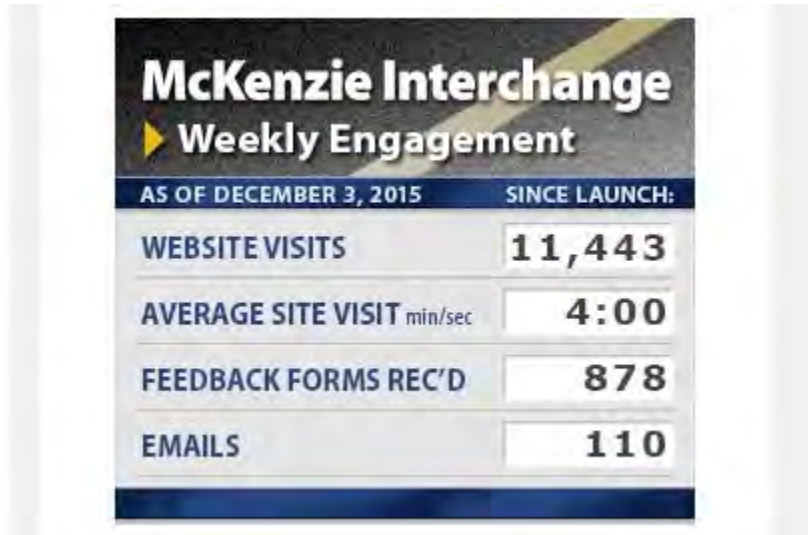 McKenzie Interchange
Weekly Engagement
AS OF DECEMBER 3, 2015 SINCE LAUNCH:
WEBSITE VISITS 11,443
AVERAGE SITE VISIT min/sec 4:00
FEEDBACK FORMS REC'D 878
EMAILS 110